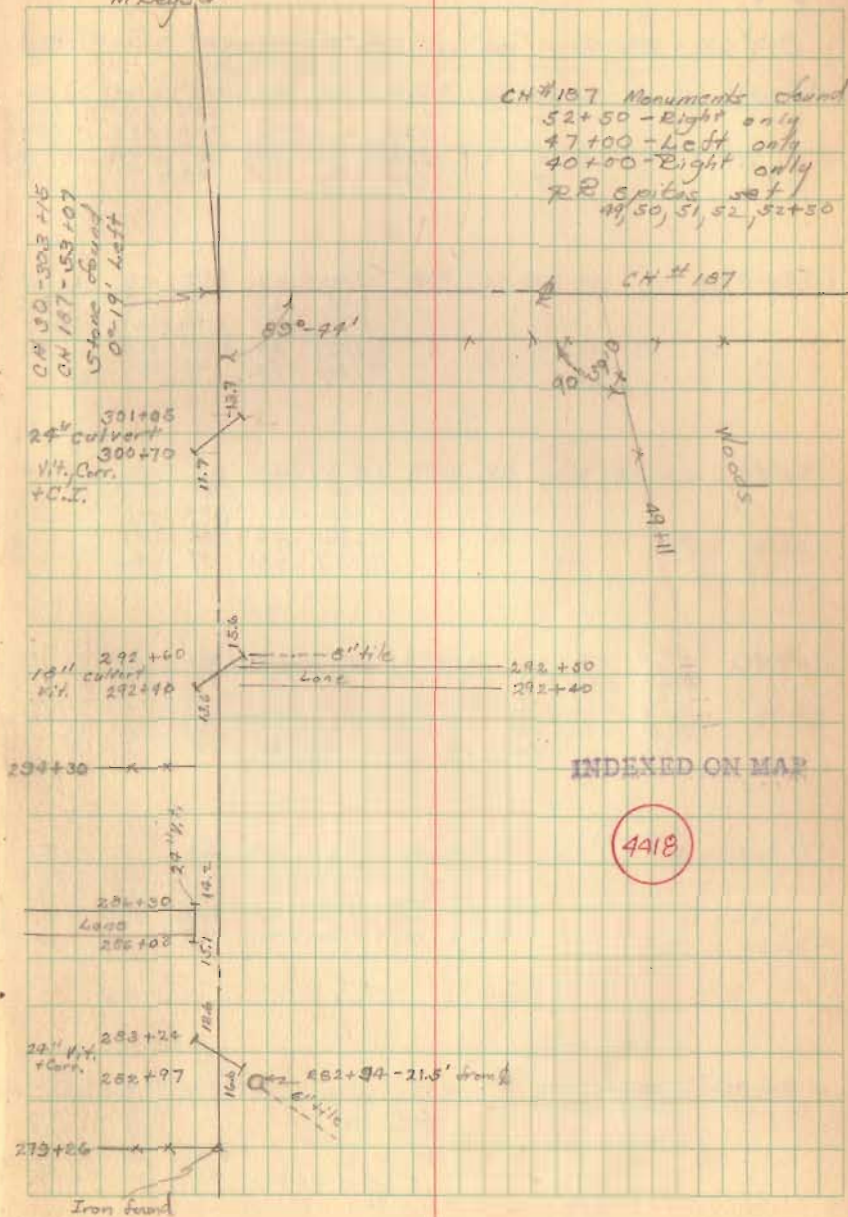 CH #187 Monuments found
52+50 - Right only
47+00 - Left only
40+00 - Right only
RR spikes set
49, 50, 51, 52, 52+50
CH 30 - 303+15
CH 187 - 53+07
Stone found
0°-19' Left
CH #187
89°-44'
90
Woods
49+11
13.7
301+05
24" culvert
300+70
Vit., Corr.
+ C.I.
17.7
15.6
292+60
8" tile
18" culvert
292+50
Vit. 292+40
Lane
292+40
13.6
294+30
INDEXED ON MAP
4418
24" Vit.
14.2
286+30
Lane
286+08
15.1
12.6
24" Vit. 283+24
+ Corr.
282+97
16.6
282+94 - 21.5' from ℄
6" tile
279+26
Iron found